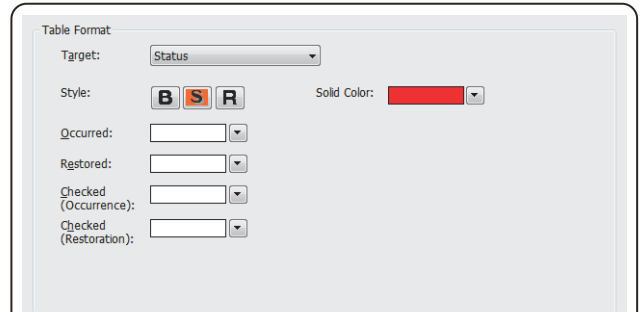 Table Format
Target: Status
Style: B S R Solid Color:
Occurred:
Restored:
Checked
(Occurrence):
Checked
(Restoration):